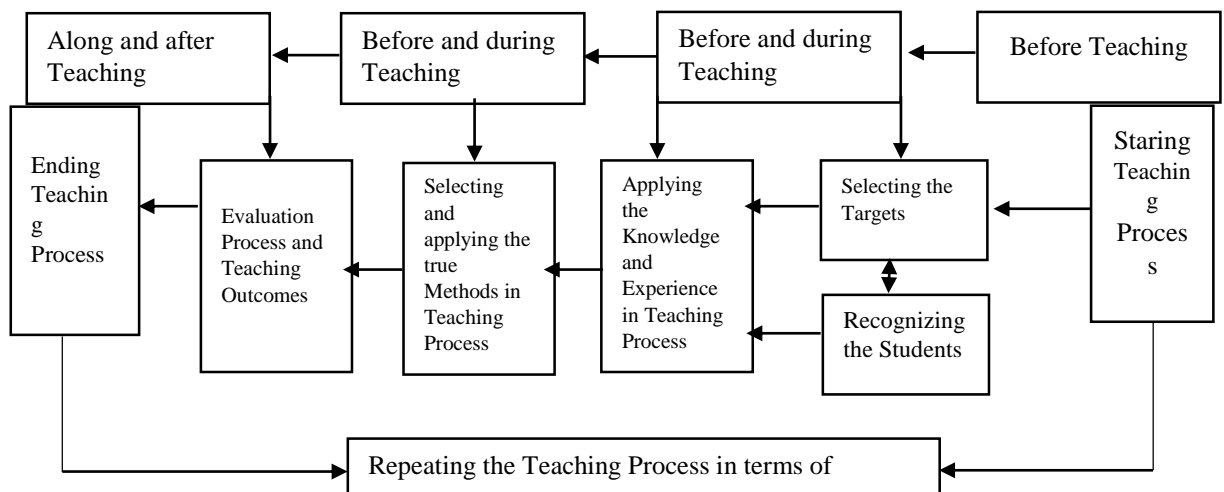 Along and after
Teaching
Before and during
Teaching
Before and during
Teaching
Before Teaching
Ending
Teachin
g
Process
Evaluation
Process and
Teaching
Outcomes
Selecting
and
applying the
true
Methods in
Teaching
Process
Applying
the
Knowledge
and
Experience
in Teaching
Process
Selecting the
Targets
Recognizing
the Students
Staring
Teachin
g
Proces
s
Repeating the Teaching Process in terms of